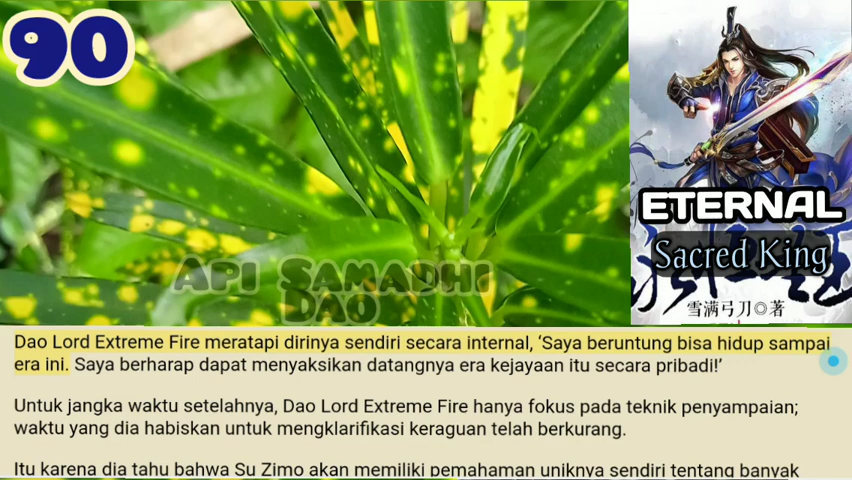 90
ETERNAL
Sacred King
雪满弓刀◎著
API SAMADHI
DAO
Dao Lord Extreme Fire meratapi dirinya sendiri secara internal, ‘Saya beruntung bisa hidup sampai
era ini. Saya berharap dapat menyaksikan datangnya era kejayaan itu secara pribadi!’
Untuk jangka waktu setelahnya, Dao Lord Extreme Fire hanya fokus pada teknik penyampaian;
waktu yang dia habiskan untuk mengklarifikasi keraguan telah berkurang.
Itu karena dia tahu bahwa Su Zimo akan memiliki pemahaman uniknya sendiri tentang banyak